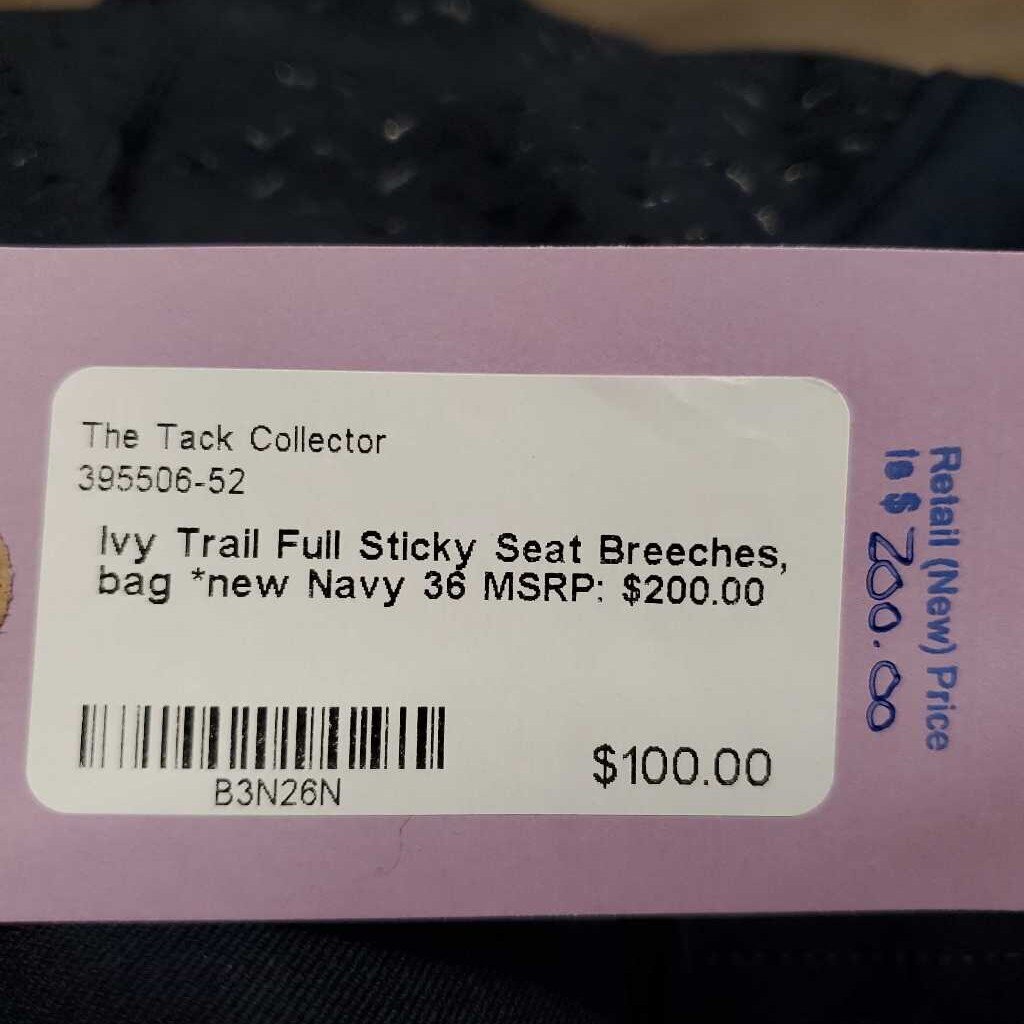 The Tack Collector
395506-52
Ivy Trail Full Sticky Seat Breeches,
bag *new Navy 36 MSRP: $200.00
B3N26N
$100.00
Retail (New) Price
Is $ 200.00